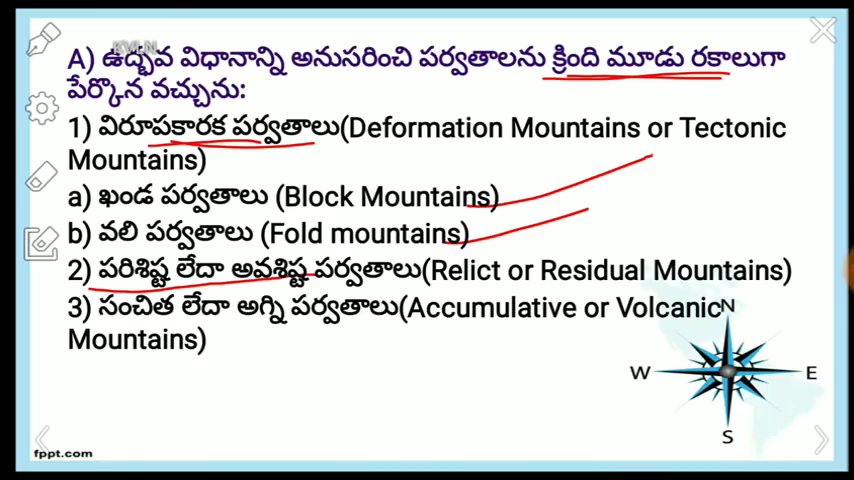 KVLN
A) ఉద్భవ విధానాన్ని అనుసరించి పర్వతాలను క్రింది మూడు రకాలుగా
పేర్కొన వచ్చును:
1) విరూపకారక పర్వతాలు(Deformation Mountains or Tectonic
Mountains)
a) ఖండ పర్వతాలు (Block Mountains)
b) వలి పర్వతాలు (Fold mountains)
2) పరిశిష్ట లేదా అవశిష్ట పర్వతాలు(Relict or Residual Mountains)
3) సంచిత లేదా అగ్ని పర్వతాలు(Accumulative or Volcanic
Mountains)
N
W E
S
fppt.com